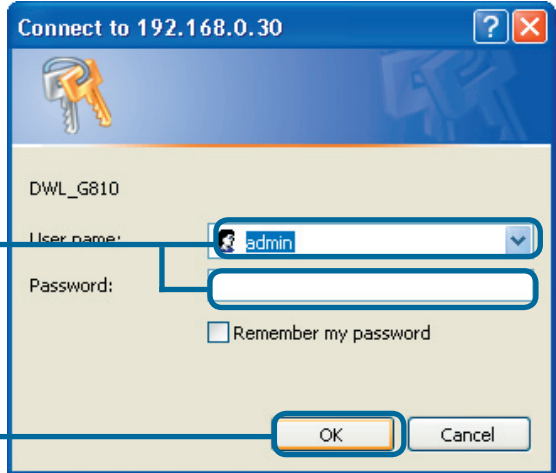 Connect to 192.168.0.30
DWL_G810
User name:
admin
Password:
Remember my password
OK
Cancel